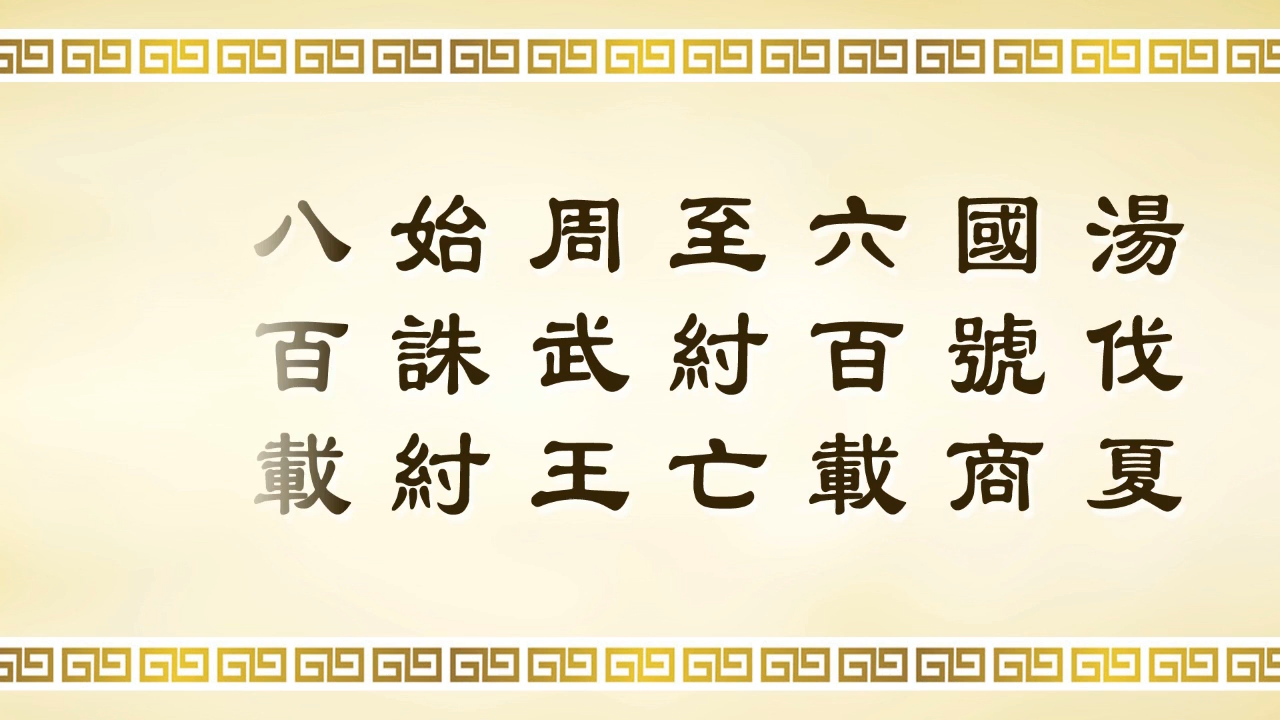 湯伐夏
國號商
六百載
至紂亡
周武王
始誅紂
八百載